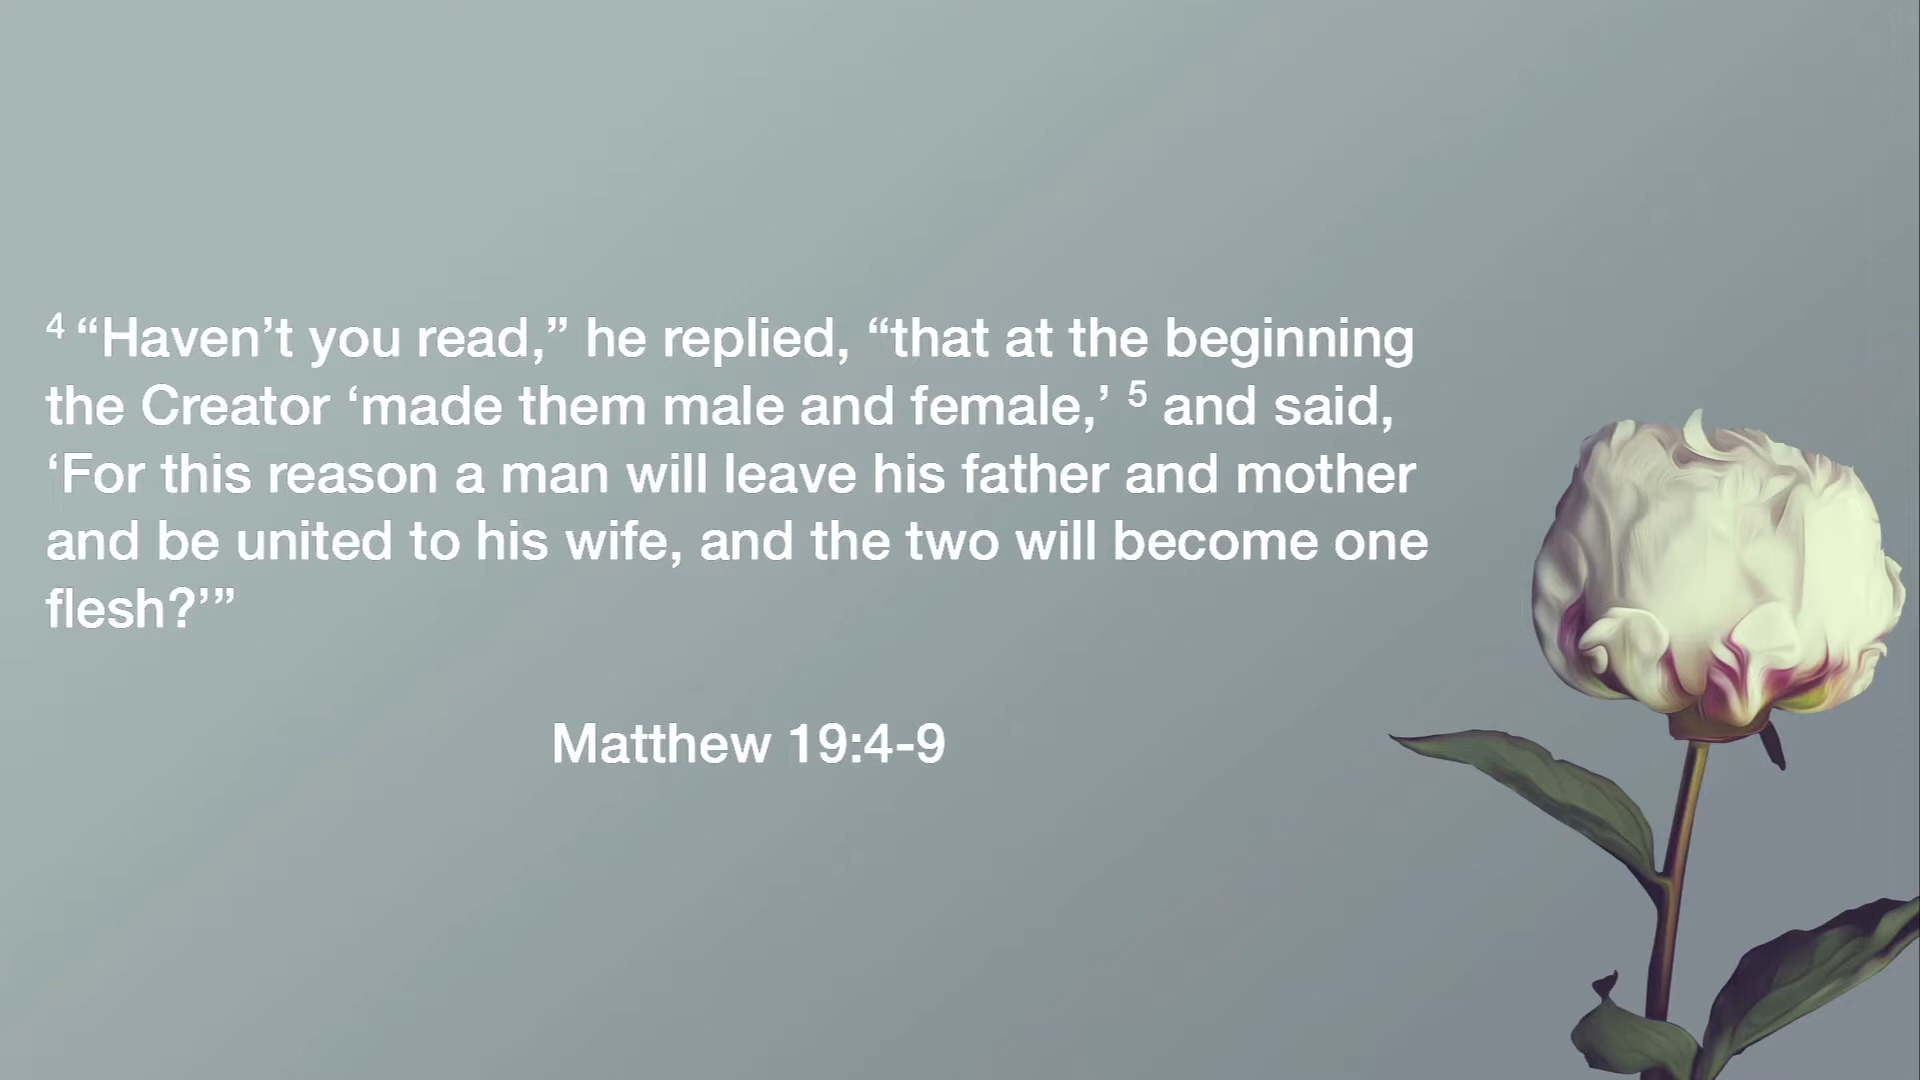 4 “Haven’t you read,” he replied, “that at the beginning
the Creator ‘made them male and female,’ 5 and said,
‘For this reason a man will leave his father and mother
and be united to his wife, and the two will become one
flesh?’”
Matthew 19:4-9